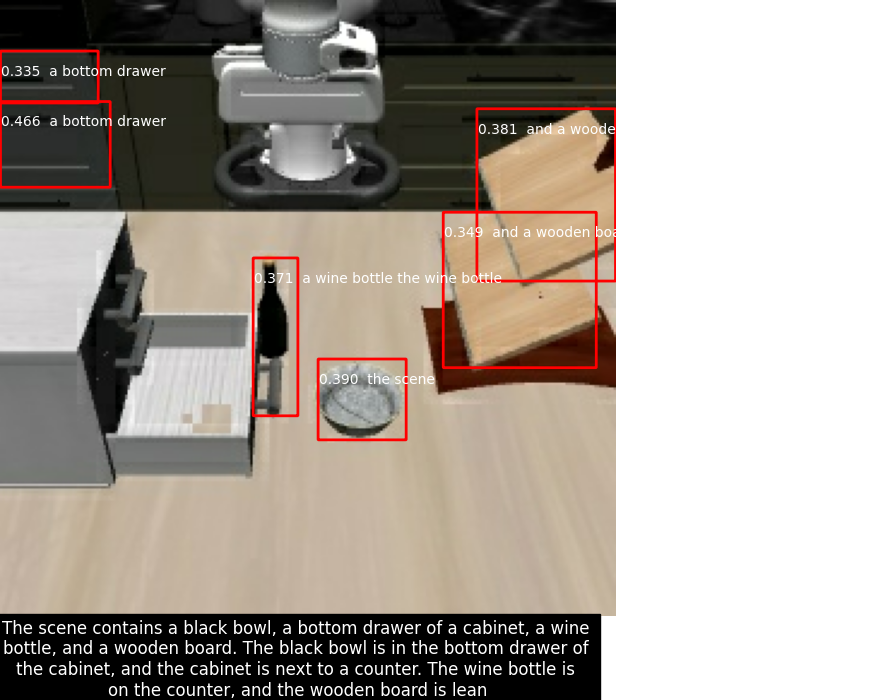 0.335 a bottom drawer
0.466 a bottom drawer
0.381 and a woode
0.349 and a wooden boa
0.371 a wine bottle the wine bottle
0.390 the scene
The scene contains a black bowl, a bottom drawer of a cabinet, a wine
bottle, and a wooden board. The black bowl is in the bottom drawer of
the cabinet, and the cabinet is next to a counter. The wine bottle is
on the counter, and the wooden board is lean